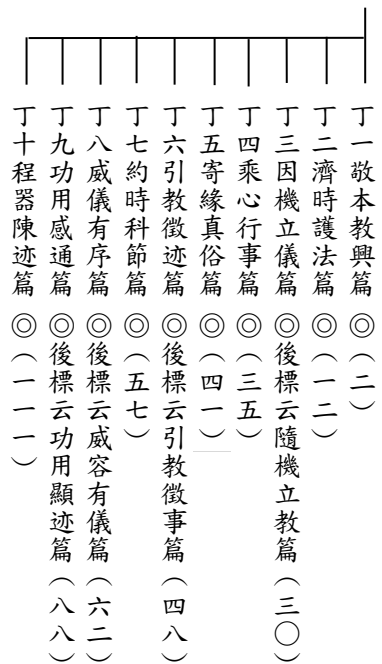 丁一敬本教興篇 ◎（二）
丁二濟時護法篇 ◎（一二）
丁三因機立儀篇 ◎後標云隨機立教篇（三〇）
丁四乘心行事篇 ◎（三五）
丁五寄緣真俗篇 ◎（四一）
丁六引教徵迹篇 ◎後標云引教徵事篇（四八）
丁七約時科節篇 ◎（五七）
丁八威儀有序篇 ◎後標云威容有儀篇（六二）
丁九功用感通篇 ◎後標云功用顯迹篇（八八）
丁十程器陳迹篇 ◎（一一一）